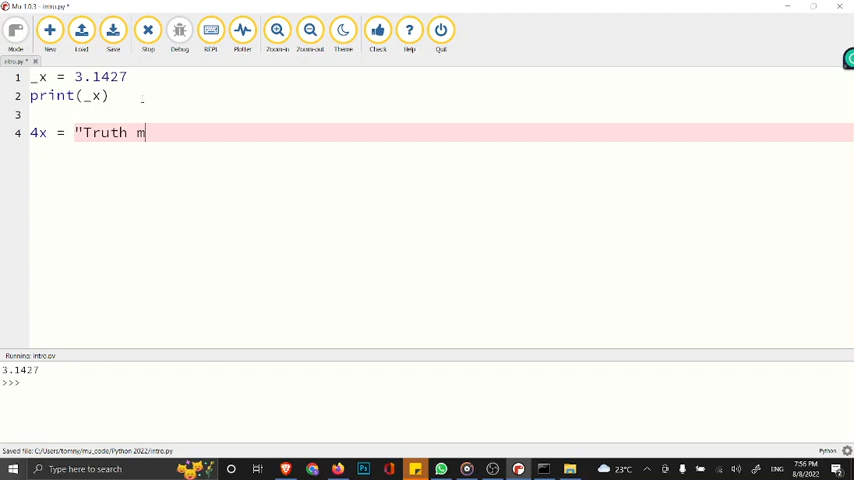 Mu 1.0.3 - intro.py *
Mode New Load Save Stop Debug REPL Plotter Zoom-in Zoom-out Theme Check Help Quit
intro.py *
1 _x = 3.1427
2 print(_x)
3
4 4x = "Truth m
Running: intro.py
3.1427
>>>
Saved file: C:/Users/tommy/mu_code/Python 2022/intro.py
Python
Type here to search
Ps
23°C
7:56 PM
8/8/2022
2